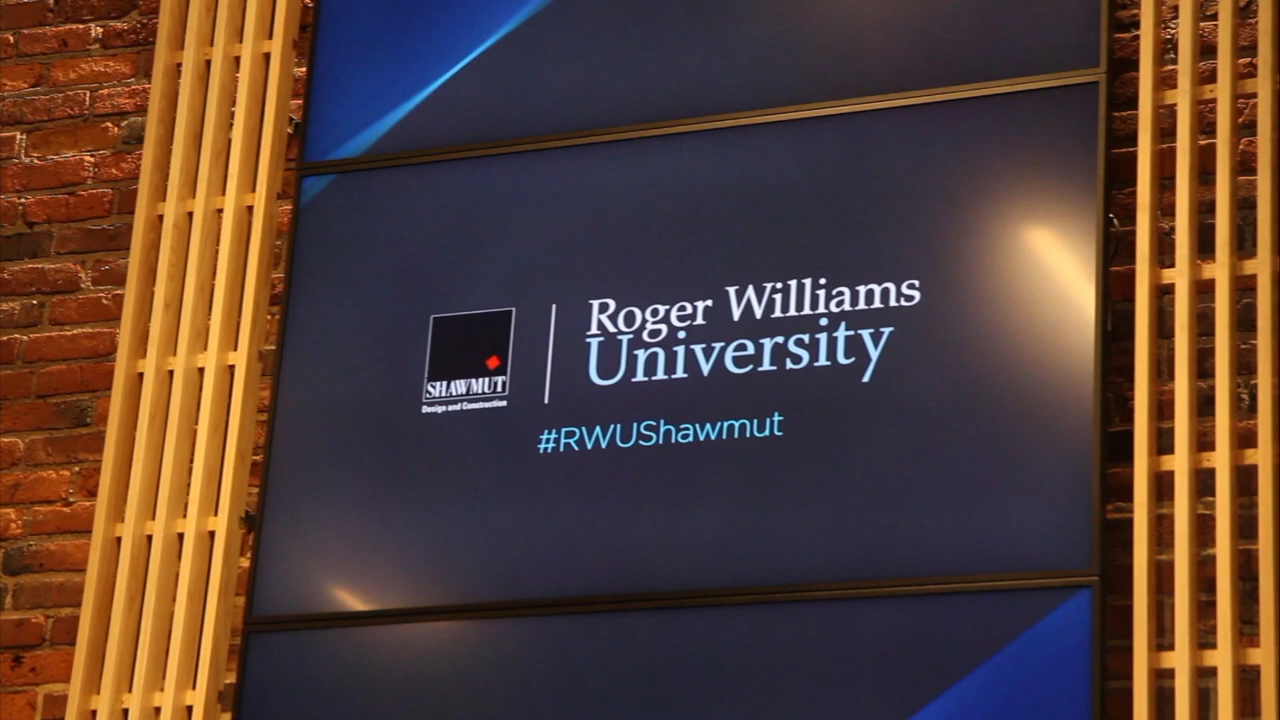 SHAWMUT
Design and Construction
Roger Williams
University
#RWUShawmut